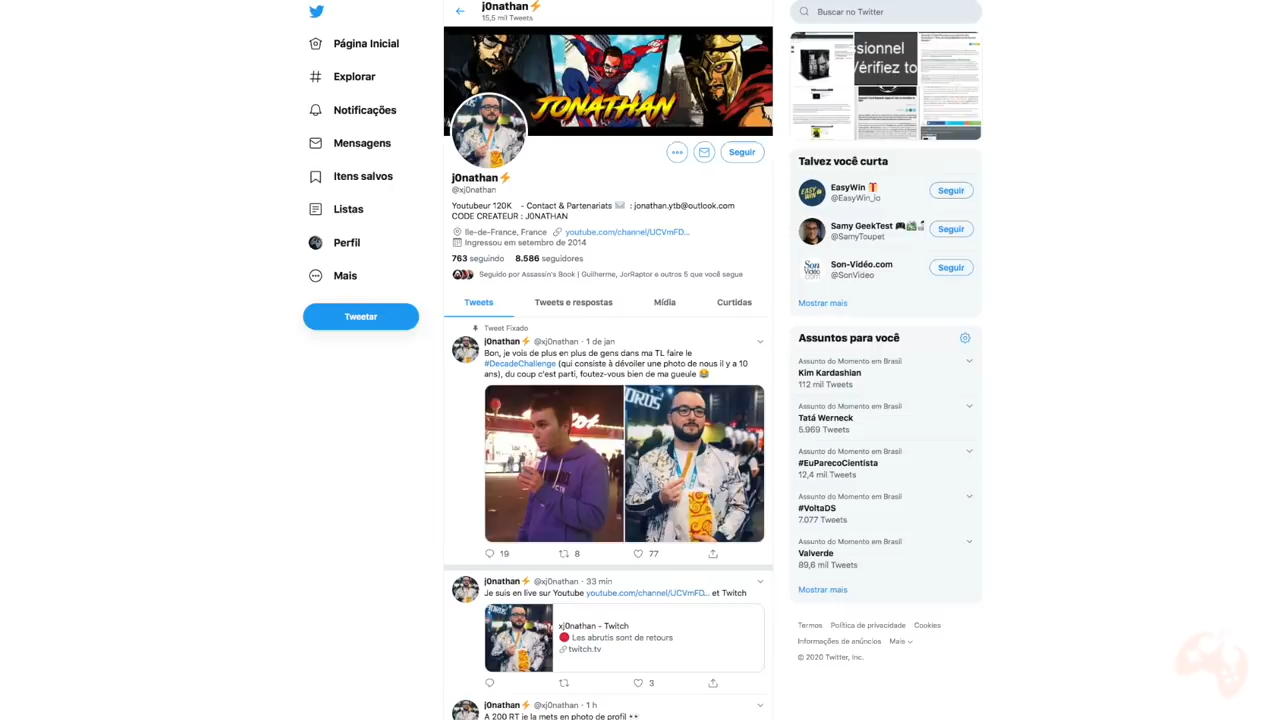 Página Inicial
Explorar
Notificações
Mensagens
Itens salvos
Listas
Perfil
Mais
Tweetar
j0nathan⚡
15,5 mil Tweets
JONATHAN
Seguir
j0nathan⚡
@xj0nathan
Youtubeur 120K - Contact & Partenariats ✉️ : jonathan.ytb@outlook.com
CODE CREATEUR : J0NATHAN
Ile-de-France, France youtube.com/channel/UCVmFD...
Ingressou em setembro de 2014
763 seguindo 8.586 seguidores
Seguido por Assassin's Book | Guilherme, JorRaptor e outros 5 que você segue
Tweets Tweets e respostas Mídia Curtidas
Tweet Fixado
j0nathan⚡ @xj0nathan · 1 de jan
Bon, je vois de plus en plus de gens dans ma TL faire le
#DecadeChallenge (qui consiste à dévoiler une photo de nous il y a 10
ans), du coup c'est parti, foutez-vous bien de ma gueule 😂
19 8 77
j0nathan⚡ @xj0nathan · 33 min
Je suis en live sur Youtube youtube.com/channel/UCVmFD... et Twitch
xj0nathan - Twitch
🔴 Les abrutis sont de retours
twitch.tv
3
j0nathan⚡ @xj0nathan · 1 h
A 200 RT je la mets en photo de profil 👀
Buscar no Twitter
ssionnel
Vérifiez to
Talvez você curta
EASY WIN
EasyWin 🎁
@EasyWin_io
Seguir
Samy GeekTest 🎮
@SamyToupet
Seguir
Son Vidéo .com
Son-Vidéo.com
@SonVideo
Seguir
Mostrar mais
Assuntos para você
Assunto do Momento em Brasil
Kim Kardashian
112 mil Tweets
Assunto do Momento em Brasil
Tatá Werneck
5.969 Tweets
Assunto do Momento em Brasil
#EuParecoCientista
12,4 mil Tweets
Assunto do Momento em Brasil
#VoltaDS
7.077 Tweets
Assunto do Momento em Brasil
Valverde
89,6 mil Tweets
Mostrar mais
Termos Política de privacidade Cookies
Informações de anúncios Mais
© 2020 Twitter, Inc.